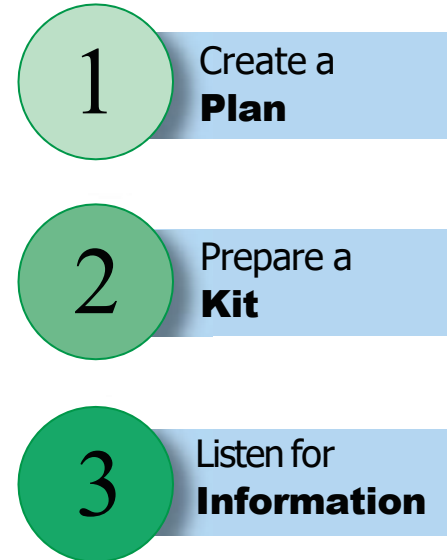 1
Create a
Plan
2
Prepare a
Kit
3
Listen for
Information